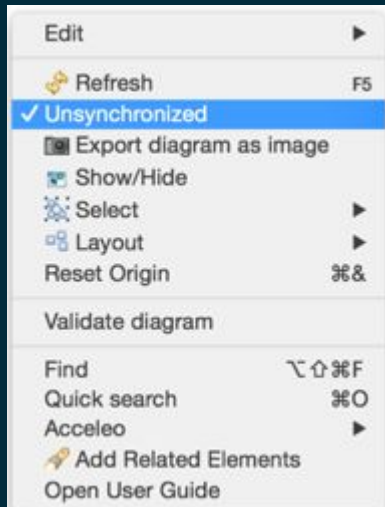 Edit
Refresh F5
✓ Unsynchronized
Export diagram as image
Show/Hide
Select
Layout
Reset Origin ⌘&
Validate diagram
Find ⌥⇧⌘F
Quick search ⌘O
Acceleo
Add Related Elements
Open User Guide